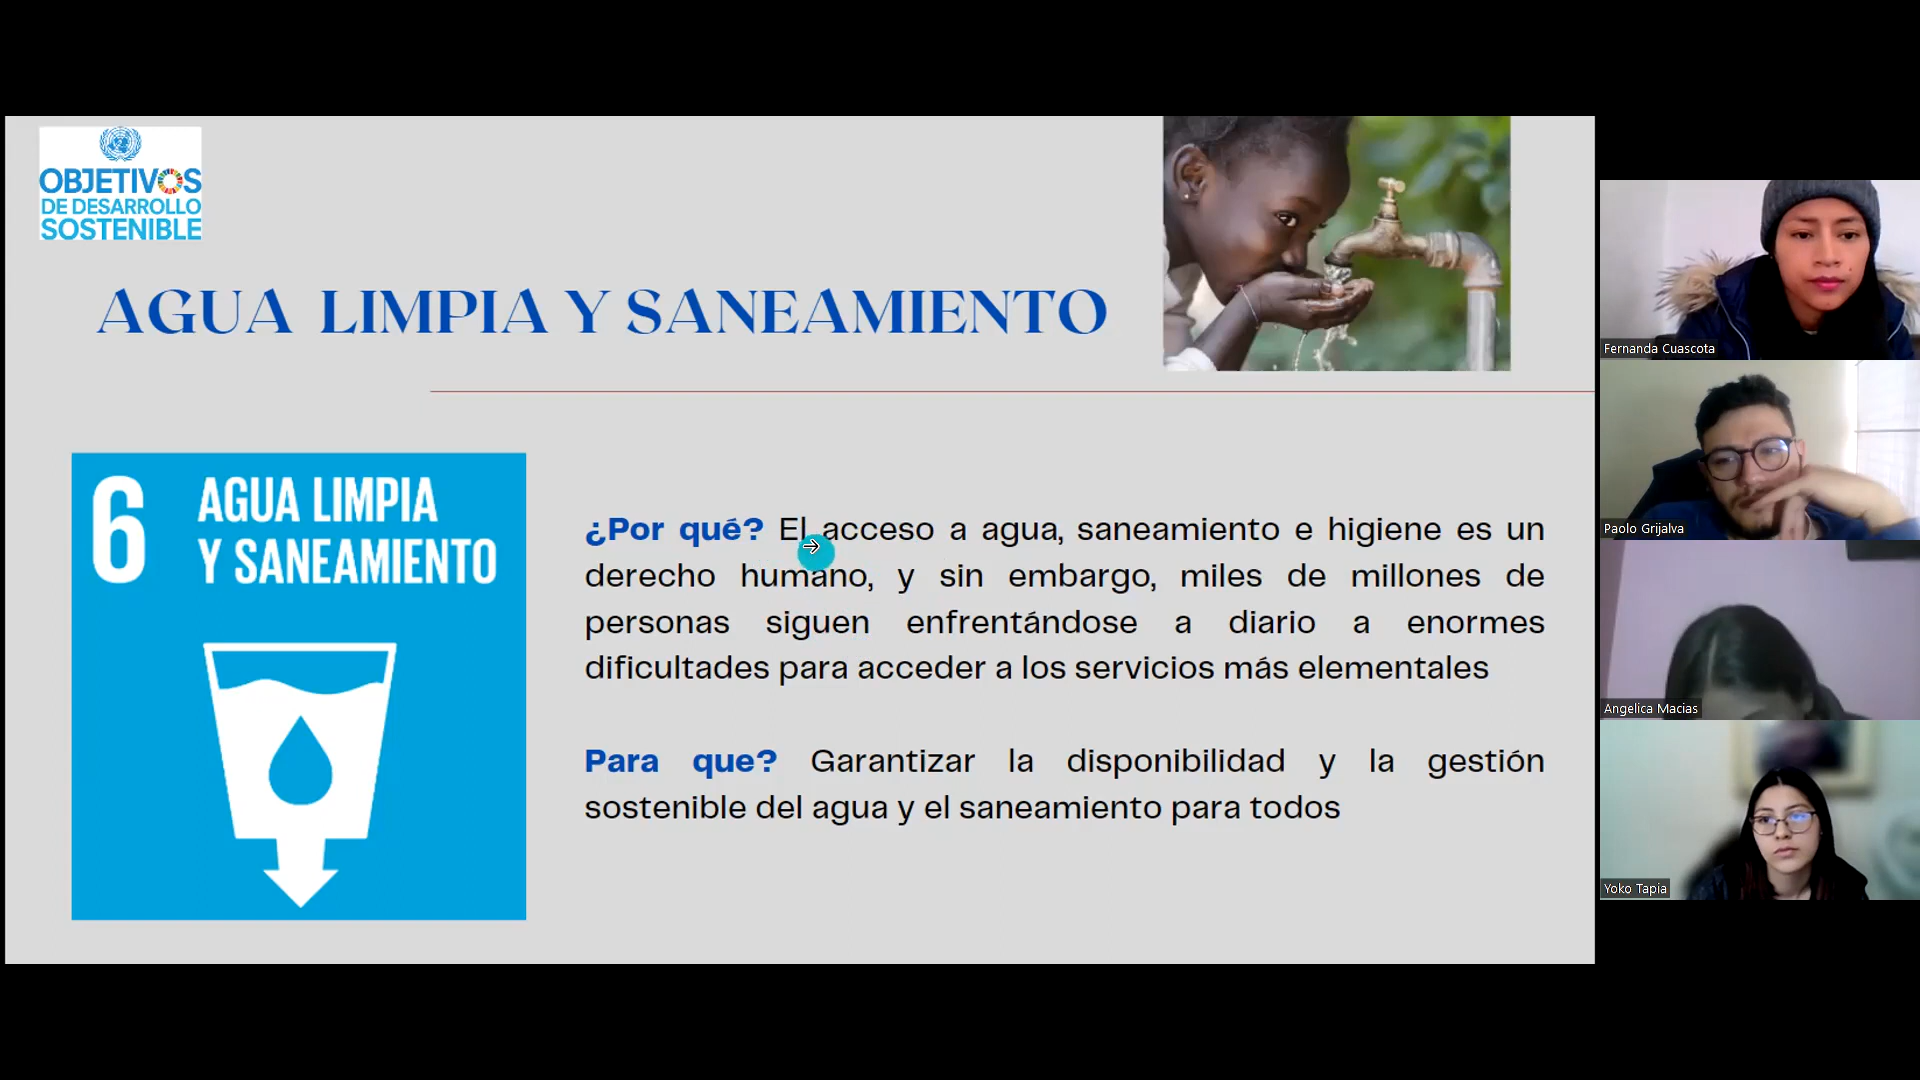 OBJETIVOS
DE DESARROLLO
SOSTENIBLE
AGUA LIMPIA Y SANEAMIENTO
6 AGUA LIMPIA
Y SANEAMIENTO
¿Por qué? El acceso a agua, saneamiento e higiene es un
derecho humano, y sin embargo, miles de millones de
personas siguen enfrentándose a diario a enormes
dificultades para acceder a los servicios más elementales
Para que? Garantizar la disponibilidad y la gestión
sostenible del agua y el saneamiento para todos
Fernanda Cuascota
Paolo Grijalva
Angelica Macias
Yoko Tapia